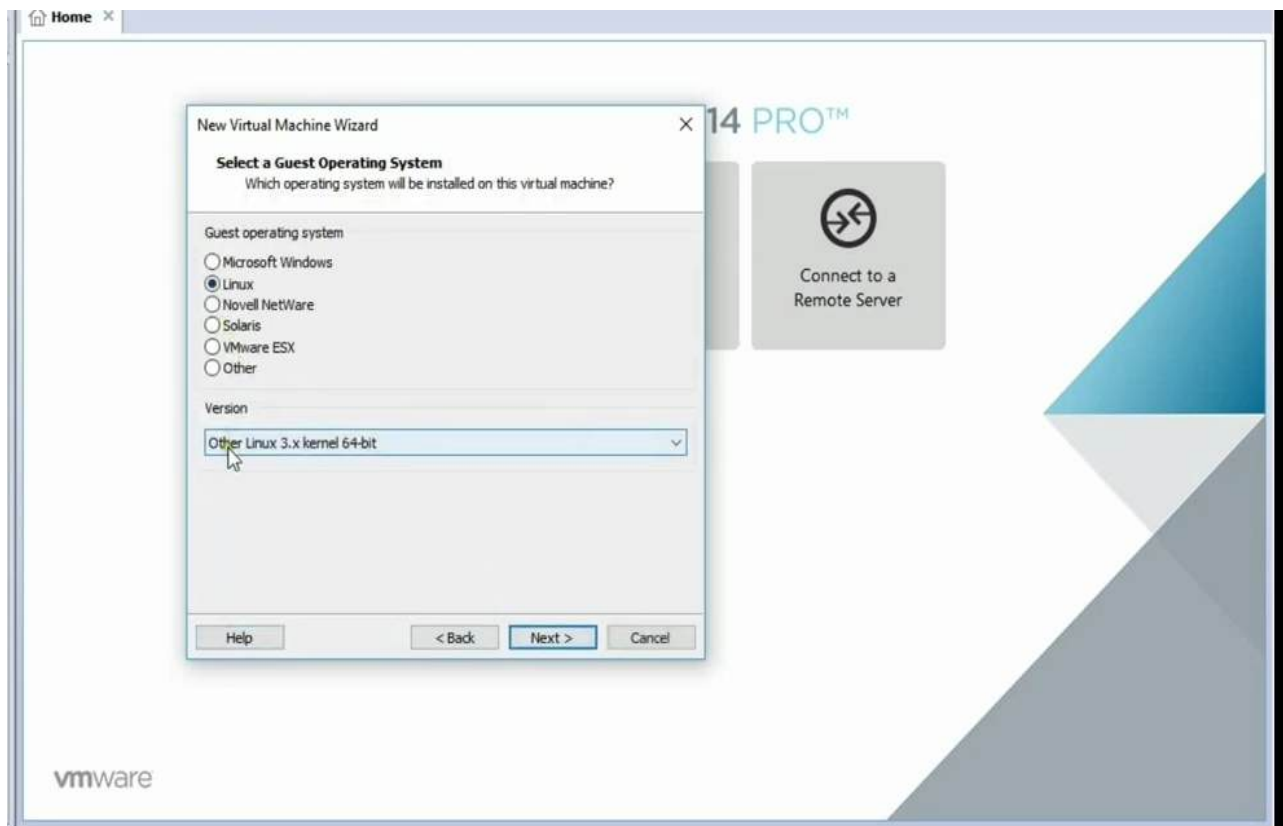 Home
14 PRO™
New Virtual Machine Wizard
Select a Guest Operating System
Which operating system will be installed on this virtual machine?
Guest operating system
Microsoft Windows
Linux
Novell NetWare
Solaris
VMware ESX
Other
Version
Other Linux 3.x kernel 64-bit
Help
< Back
Next >
Cancel
Connect to a
Remote Server
vmware